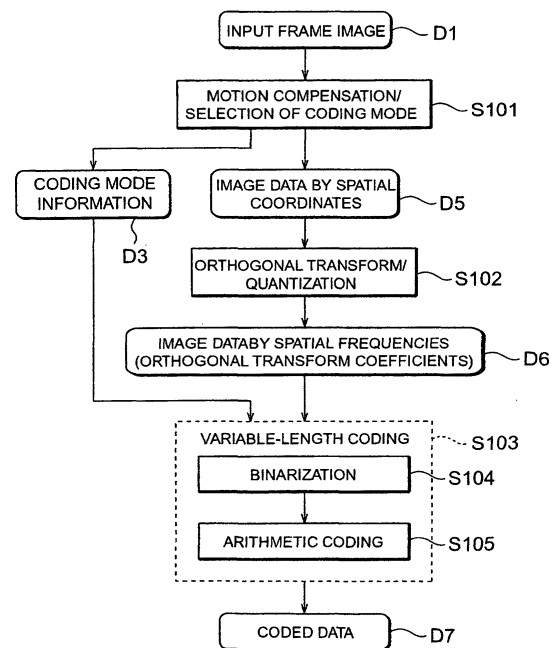 INPUT FRAME IMAGE
D1
MOTION COMPENSATION/
SELECTION OF CODING MODE
S101
CODING MODE
INFORMATION
D3
IMAGE DATA BY SPATIAL
COORDINATES
D5
ORTHOGONAL TRANSFORM/
QUANTIZATION
S102
IMAGE DATABY SPATIAL FREQUENCIES
(ORTHOGONAL TRANSFORM COEFFICIENTS)
D6
VARIABLE-LENGTH CODING
S103
BINARIZATION
S104
ARITHMETIC CODING
S105
CODED DATA
D7